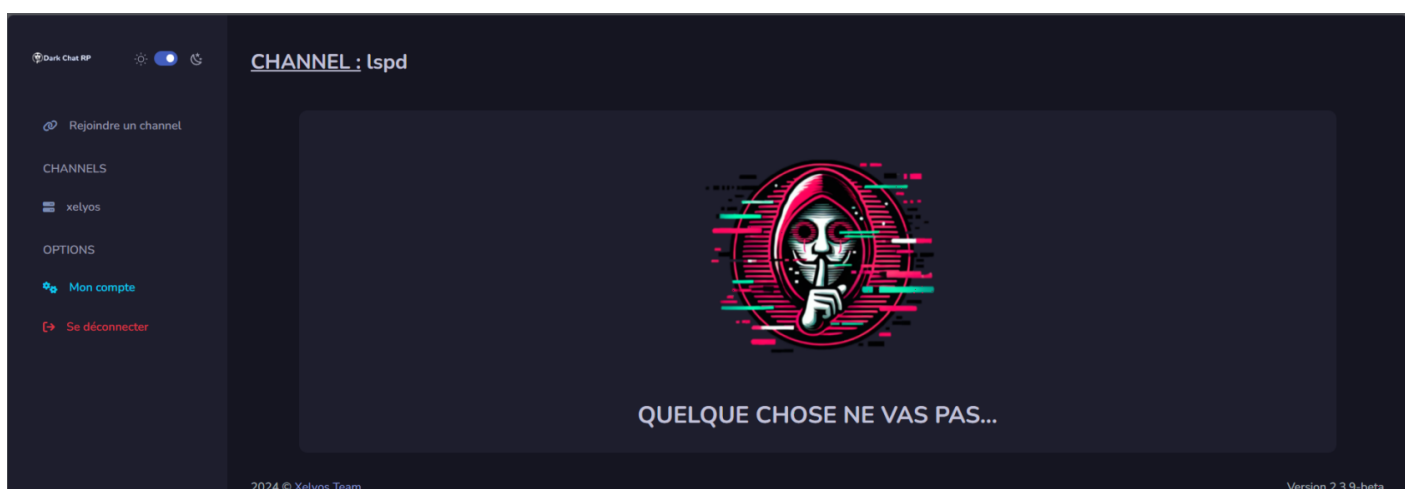 Dark Chat RP
Rejoindre un channel
CHANNELS
xelyos
OPTIONS
Mon compte
Se déconnecter
CHANNEL : lspd
QUELQUE CHOSE NE VAS PAS...
2024 © Xelyos Team
Version 2.3.9-beta